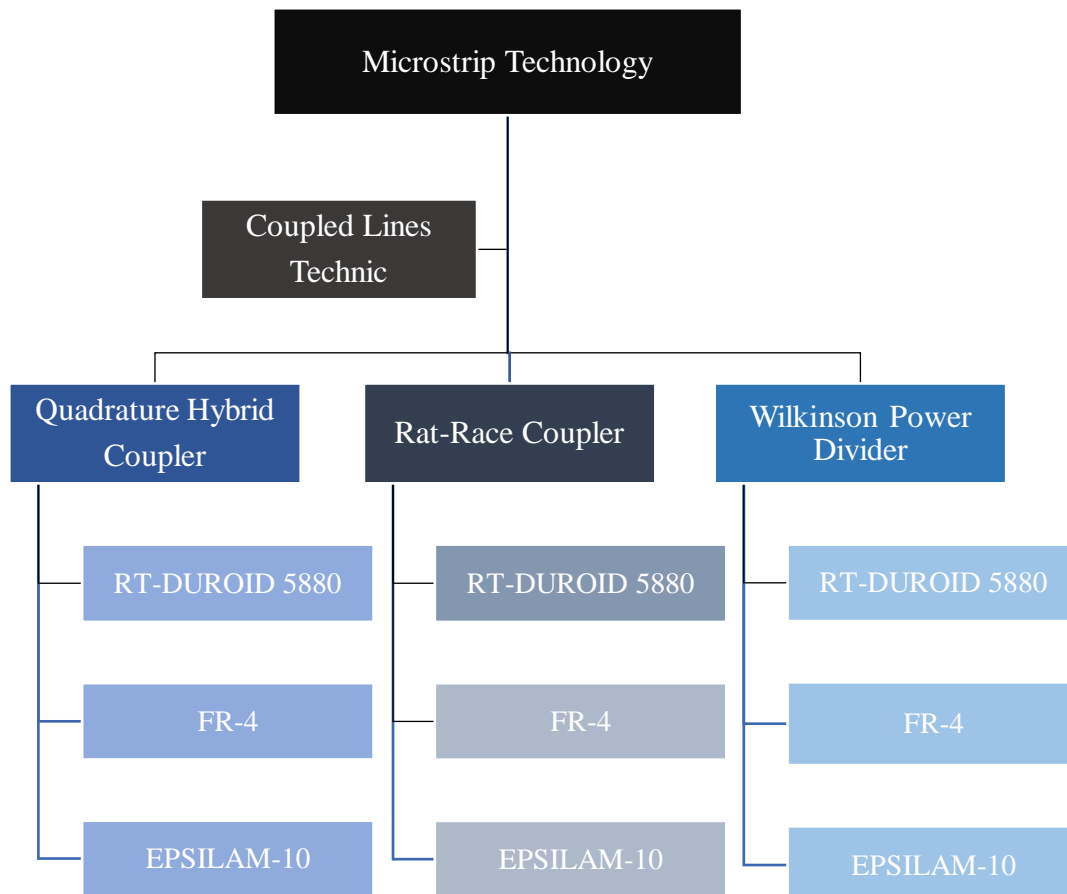 Microstrip Technology
Coupled Lines
Technic
Quadrature Hybrid
Coupler
Rat-Race Coupler
Wilkinson Power
Divider
RT-DUROID 5880
RT-DUROID 5880
RT-DUROID 5880
FR-4
FR-4
FR-4
EPSILAM-10
EPSILAM-10
EPSILAM-10